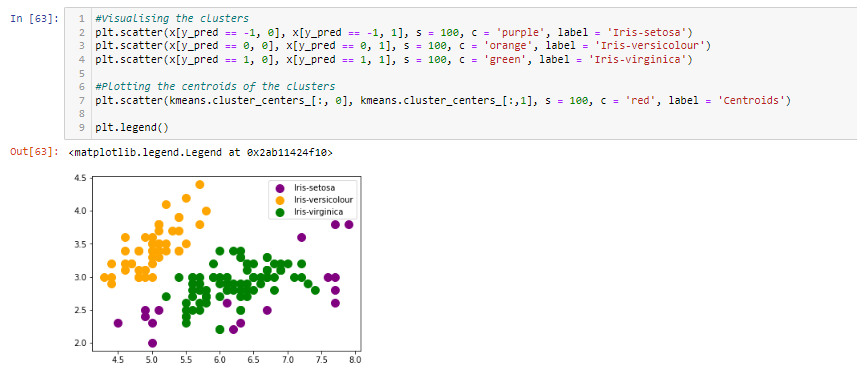 In [63]:
1 #Visualising the clusters
2 plt.scatter(x[y_pred == -1, 0], x[y_pred == -1, 1], s = 100, c = 'purple', label = 'Iris-setosa')
3 plt.scatter(x[y_pred == 0, 0], x[y_pred == 0, 1], s = 100, c = 'orange', label = 'Iris-versicolour')
4 plt.scatter(x[y_pred == 1, 0], x[y_pred == 1, 1], s = 100, c = 'green', label = 'Iris-virginica')
5
6 #Plotting the centroids of the clusters
7 plt.scatter(kmeans.cluster_centers_[:, 0], kmeans.cluster_centers_[:,1], s = 100, c = 'red', label = 'Centroids')
8
9 plt.legend()
Out[63]: <matplotlib.legend.Legend at 0x2ab11424f10>
Iris-setosa
Iris-versicolour
Iris-virginica
4.5
4.0
3.5
3.0
2.5
2.0
4.5 5.0 5.5 6.0 6.5 7.0 7.5 8.0